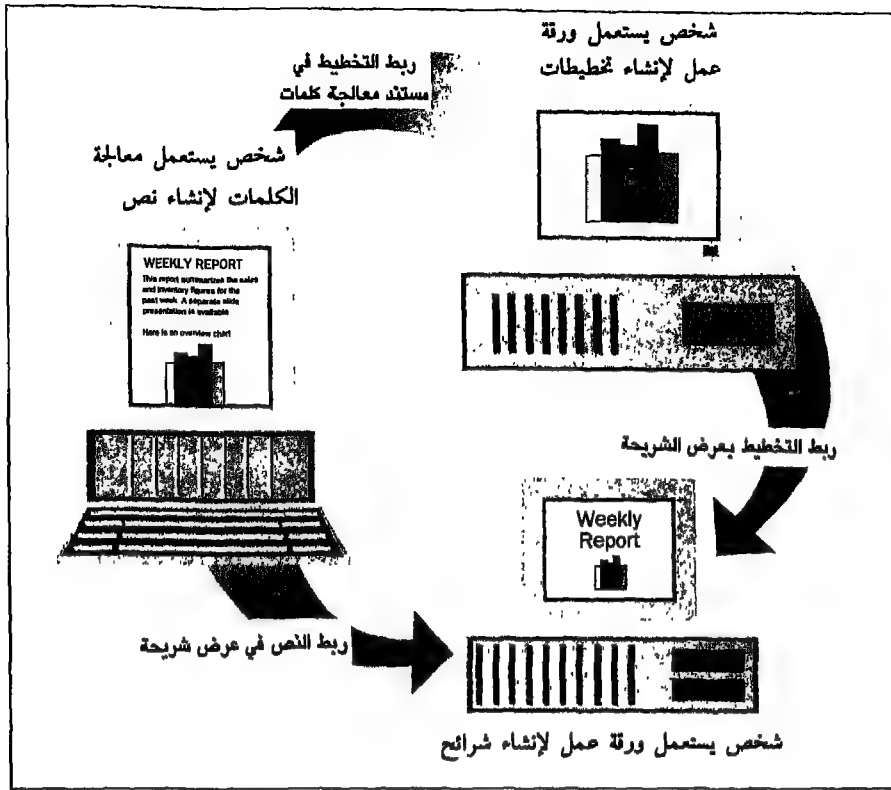 شخص يستعمل ورقة
عمل لإنشاء تخطيطات
ربط التخطيط في
مستند معالجة كلمات
شخص يستعمل معالجة
الكلمات لإنشاء نص
WEEKLY REPORT
This report summarizes the sales
and inventory figures for the
past week A separate slide
presentation is available
Here is an overview chart
ربط التخطيط بعرض الشريحة
Weekly
Report
ربط النص في عرض شريحة
شخص يستعمل ورقة عمل لإنشاء شرائح